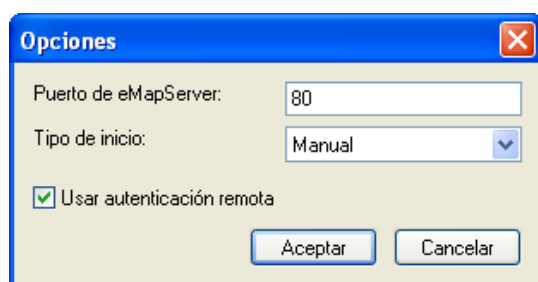 Opciones
Puerto de eMapServer: 80
Tipo de inicio: Manual
Usar autenticación remota
Aceptar Cancelar